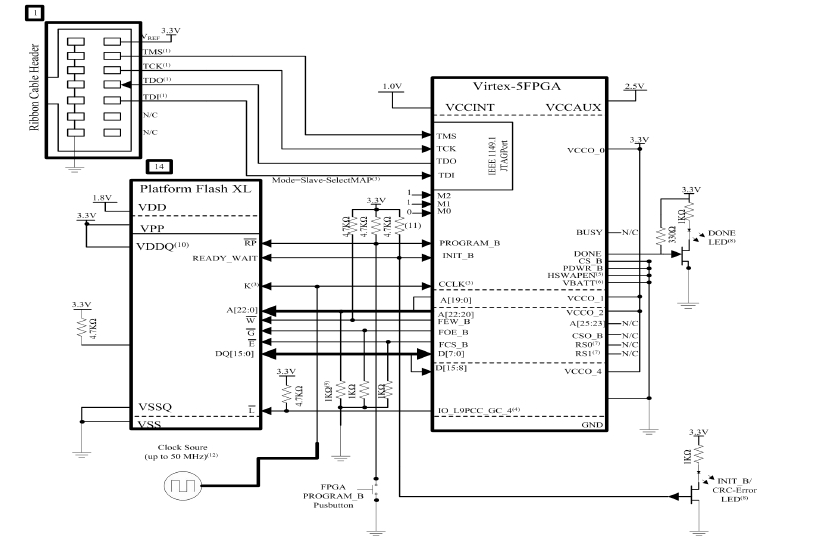 1
Ribbon Cable Header
VREF 3.3V
TMS(1)
TCK(1)
TDO(1)
TDI(1)
N/C
N/C
14
Platform Flash XL
1.8V
VDD
3.3V
VPP
VDDQ(10)
RP
READY_WAIT
K(3)
A[22:0]
W
G
E
DQ[15:0]
3.3V
4.7KΩ
3.3V
4.7KΩ
L
VSSQ
VSS
Clock Soure
(up to 50 MHz)(12)
Mode=Slave-SelectMAP(3)
3.3V
4.7KΩ
4.7KΩ
4.7KΩ
(11)
1KΩ(9)
1KΩ
1KΩ
FPGA
PROGRAM_B
Pusbutton
1.0V
Virtex-5FPGA
2.5V
VCCINT
VCCAUX
TMS
TCK
TDO
TDI
IEEE 1149.1
JTAGPort
1
M2
1
M1
0
M0
PROGRAM_B
INIT_B
CCLK(3)
A[19:0]
A[22:20]
FEW_B
FOE_B
FCS_B
D[7:0]
D[15:8]
IO_L9PCC_GC_4(4)
GND
3.3V
VCCO_0
BUSY
N/C
DONE
CS_B
PDWR_B
HSWAPEN(5)
VBATT(6)
VCCO_1
VCCO_2
A[25:23]
N/C
CSO_B
N/C
RS0(7)
N/C
RS1(7)
N/C
VCCO_4
3.3V
330Ω
1KΩ
DONE
LED(8)
3.3V
1KΩ
INIT_B/
CRC-Error
LED(8)